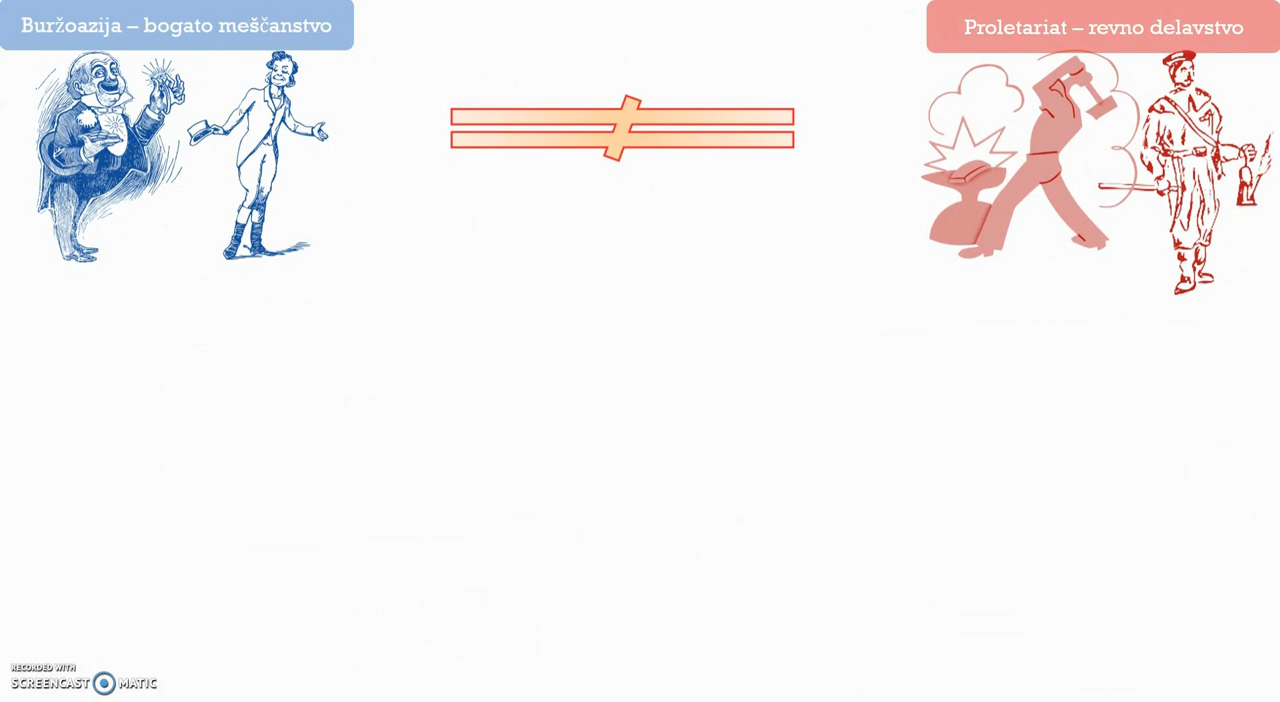 Buržoazija – bogato meščanstvo
Proletariat – revno delavstvo
RECORDED WITH
SCREENCAST MATIC